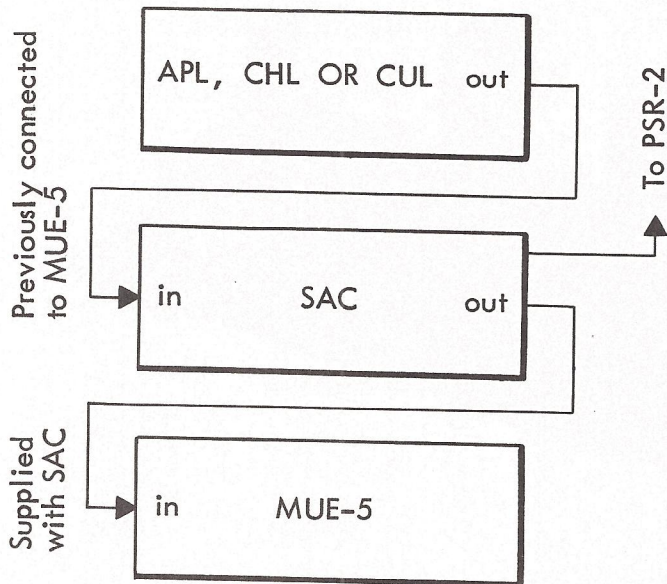 APL, CHL OR CUL out
Previously connected
to MUE-5
To PSR-2
in SAC out
Supplied
with SAC
in MUE-5